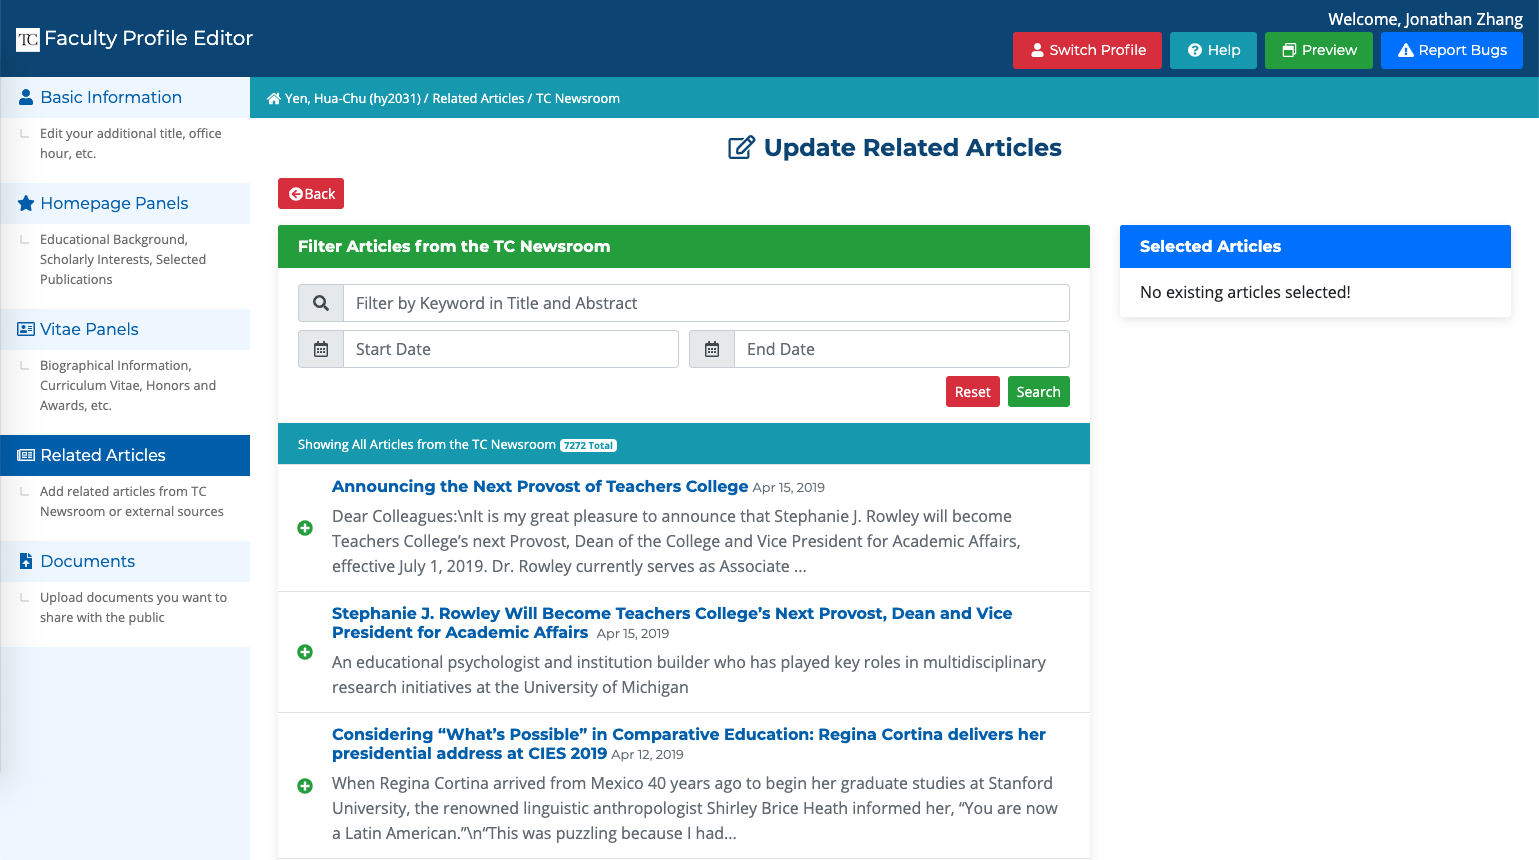 Welcome, Jonathan Zhang
TC Faculty Profile Editor
Switch Profile
Help
Preview
Report Bugs
Basic Information
Edit your additional title, office
hour, etc.
Homepage Panels
Educational Background,
Scholarly Interests, Selected
Publications
Vitae Panels
Biographical Information,
Curriculum Vitae, Honors and
Awards, etc.
Related Articles
Add related articles from TC
Newsroom or external sources
Documents
Upload documents you want to
share with the public
Yen, Hua-Chu (hy2031) / Related Articles / TC Newsroom
Update Related Articles
Back
Filter Articles from the TC Newsroom
Filter by Keyword in Title and Abstract
Start Date
End Date
Reset
Search
Showing All Articles from the TC Newsroom 7272 Total
Announcing the Next Provost of Teachers College Apr 15, 2019
Dear Colleagues:\nIt is my great pleasure to announce that Stephanie J. Rowley will become
Teachers College’s next Provost, Dean of the College and Vice President for Academic Affairs,
effective July 1, 2019. Dr. Rowley currently serves as Associate ...
Stephanie J. Rowley Will Become Teachers College’s Next Provost, Dean and Vice
President for Academic Affairs Apr 15, 2019
An educational psychologist and institution builder who has played key roles in multidisciplinary
research initiatives at the University of Michigan
Considering “What’s Possible” in Comparative Education: Regina Cortina delivers her
presidential address at CIES 2019 Apr 12, 2019
When Regina Cortina arrived from Mexico 40 years ago to begin her graduate studies at Stanford
University, the renowned linguistic anthropologist Shirley Brice Heath informed her, “You are now
a Latin American.”\n“This was puzzling because I had...
Selected Articles
No existing articles selected!